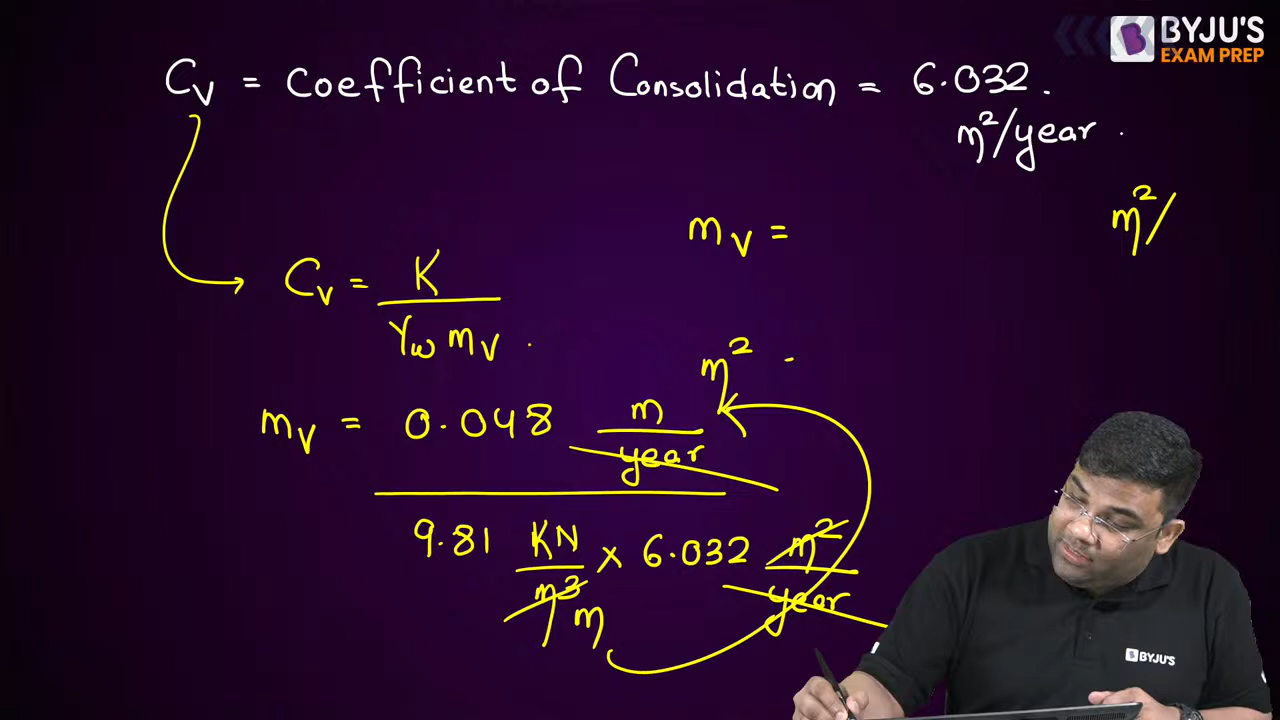 BYJU'S
EXAM PREP
Cv = Coefficient of Consolidation = 6.032.
m²/year.
mv =
m²/
Cv = K
γw mv.
m²
mv = 0.048 m
year
9.81 KN × 6.032 m²
m³ year
m
BYJU'S